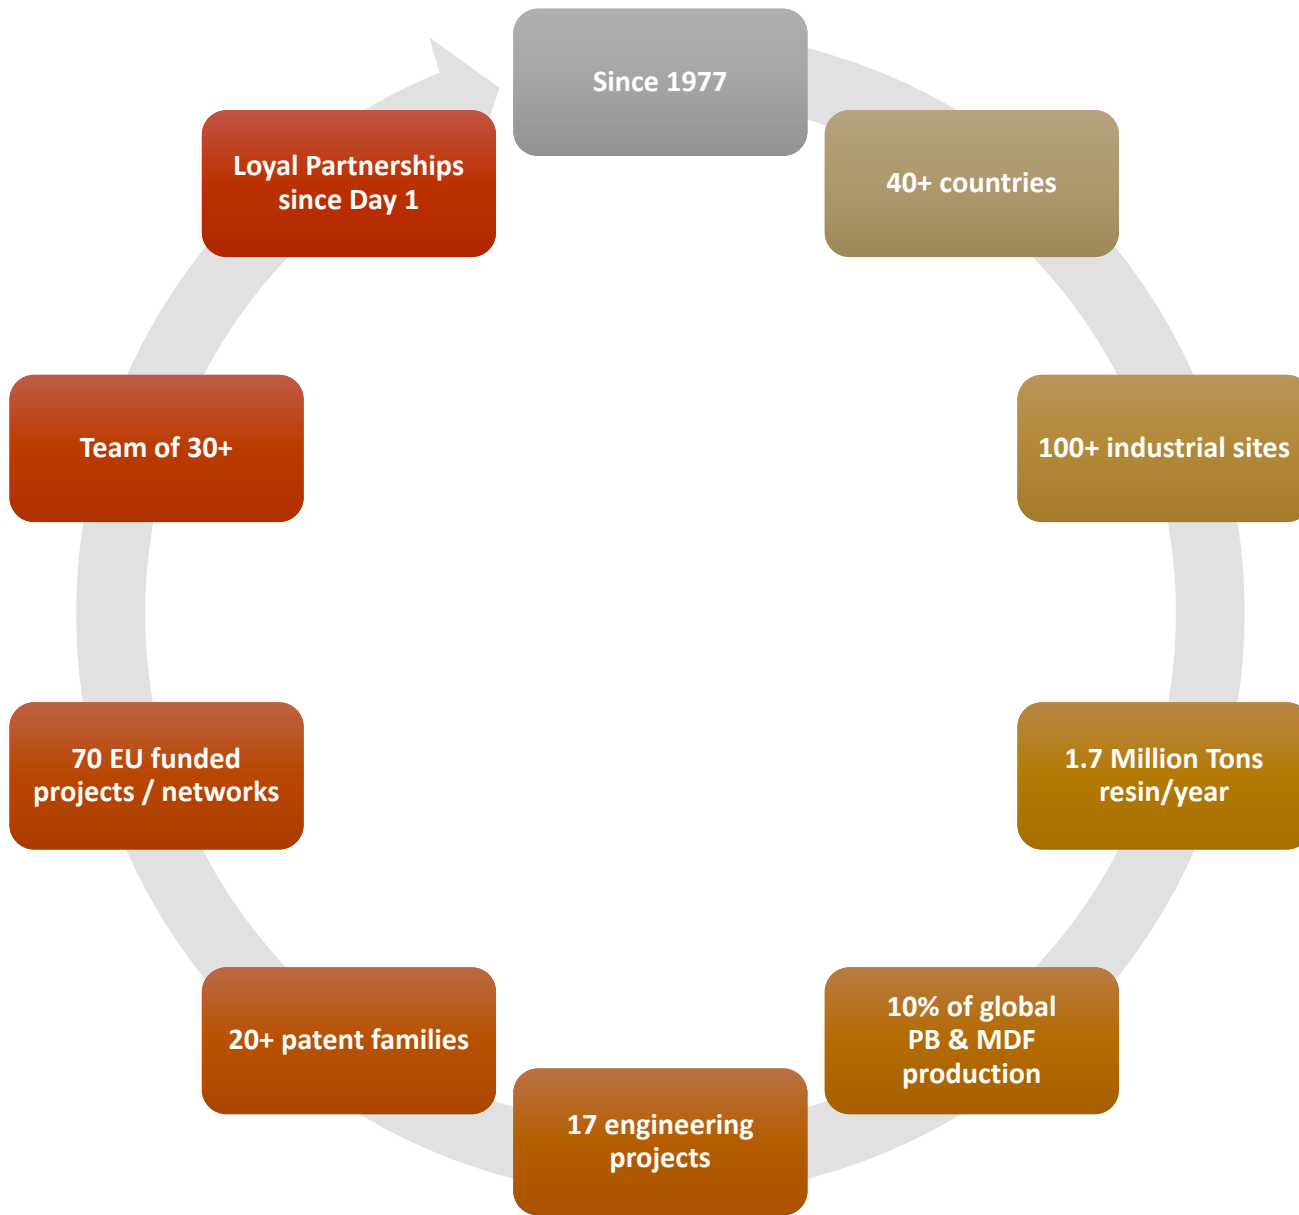 Since 1977
40+ countries
100+ industrial sites
1.7 Million Tons
resin/year
10% of global
PB & MDF
production
17 engineering
projects
20+ patent families
70 EU funded
projects / networks
Team of 30+
Loyal Partnerships
since Day 1